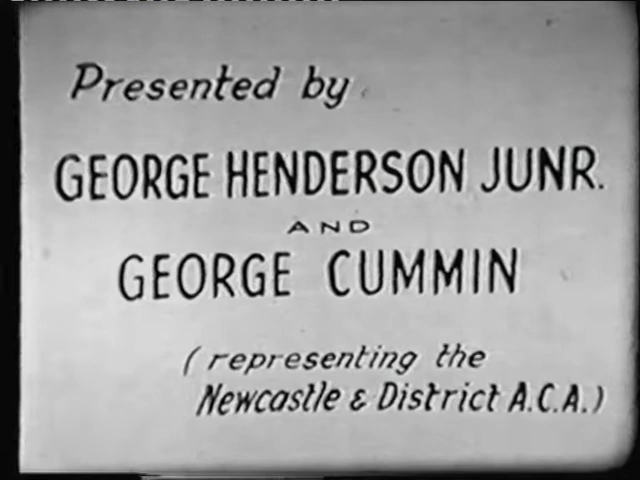 Presented by
GEORGE HENDERSON JUNR.
AND
GEORGE CUMMIN
(representing the
Newcastle & District A.C.A.)